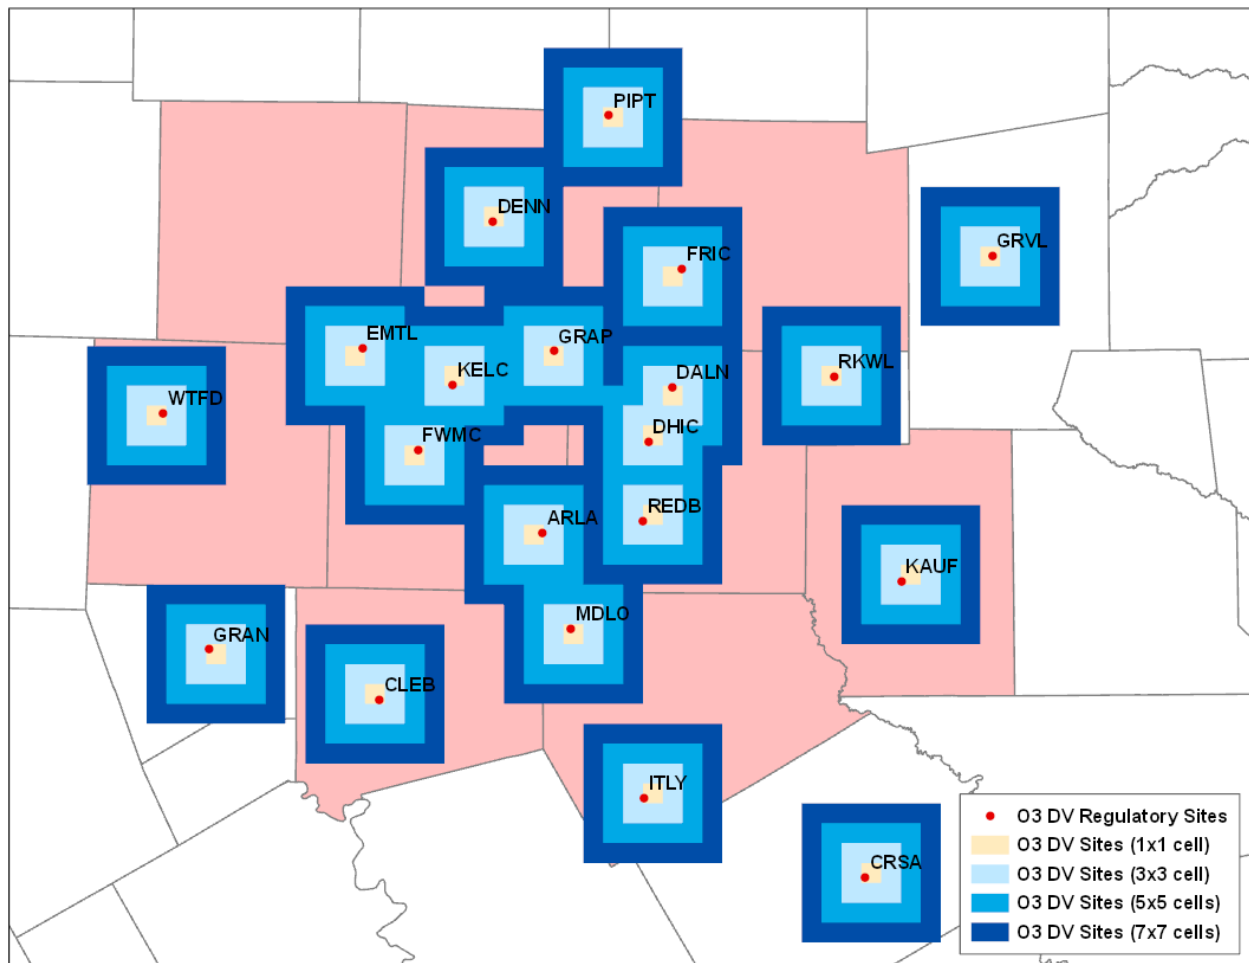 PIPT
DENN
GRVL
FRIC
EMTL
GRAP
KELC
DALN
RKWL
WTFD
DHIC
FWMC
REDB
ARLA
KAUF
MDLO
GRAN
CLEB
ITLY
CRSA
O3 DV Regulatory Sites
O3 DV Sites (1x1 cell)
O3 DV Sites (3x3 cell)
O3 DV Sites (5x5 cells)
O3 DV Sites (7x7 cells)